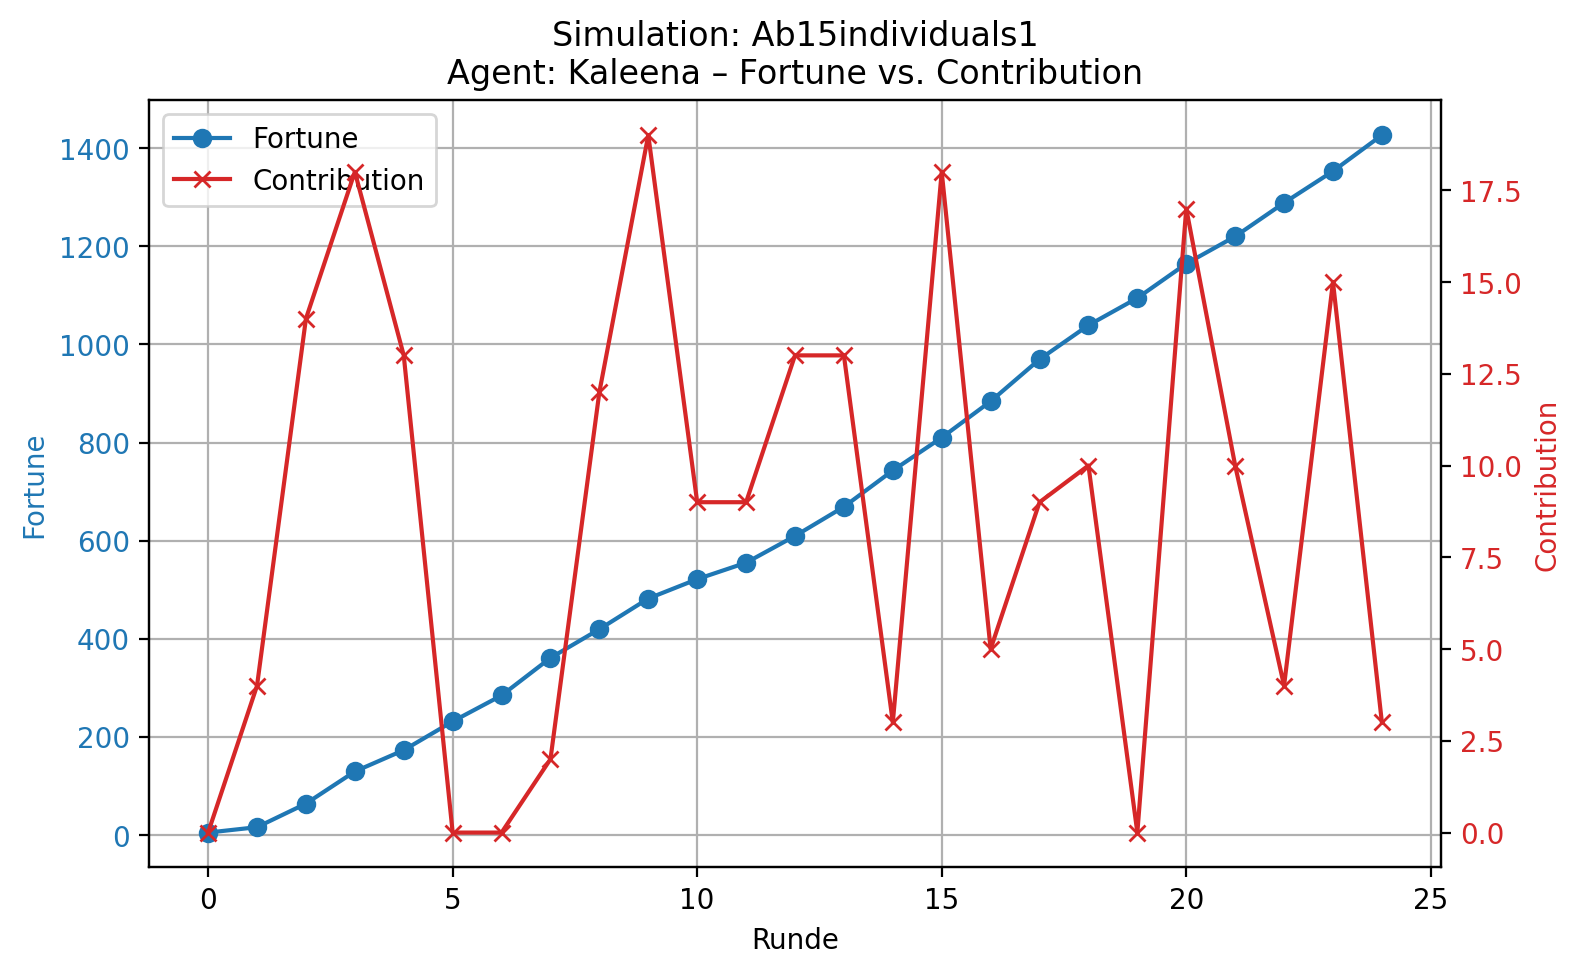 Simulation: Ab15individuals1
Agent: Kaleena – Fortune vs. Contribution
Fortune
Contribution
1400
1200
1000
800
600
400
200
0
Fortune
17.5
15.0
12.5
10.0
7.5
5.0
2.5
0.0
Contribution
0 5 10 15 20 25
Runde